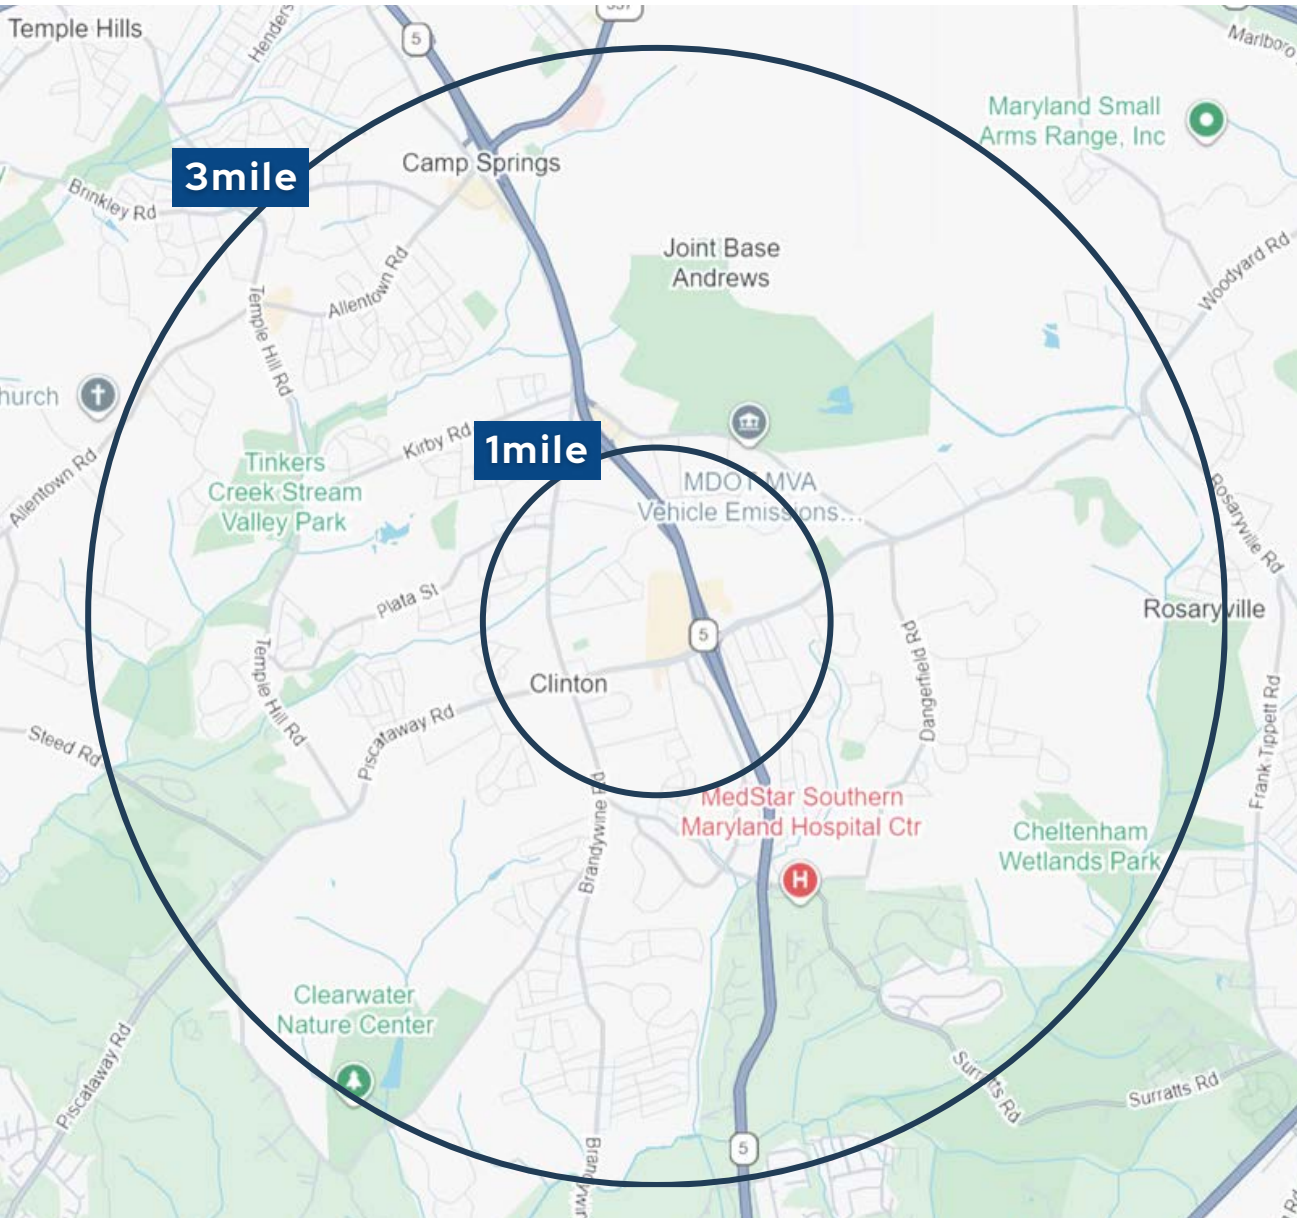 337
Temple Hills
Henders
5
Marlboro
Maryland Small
Arms Range, Inc
Camp Springs
3mile
Brinkley Rd
Joint Base
Andrews
Woodyard Rd
Allentown Rd
Temple Hill Rd
hurch
Kirby Rd
1mile
Tinkers
Creek Stream
Valley Park
Allentown Rd
MDOT MVA
Vehicle Emissions...
Rosaryville Rd
Plata St
Rosaryville
5
Dangerfield Rd
Temple Hill Rd
Clinton
Piscataway Rd
Steed Rd
Frank Tippett Rd
MedStar Southern
Maryland Hospital Ctr
Cheltenham
Wetlands Park
Brandywine Rd
H
Clearwater
Nature Center
Piscataway Rd
Surratts Rd
Surratts Rd
5
Brandywin
Rd